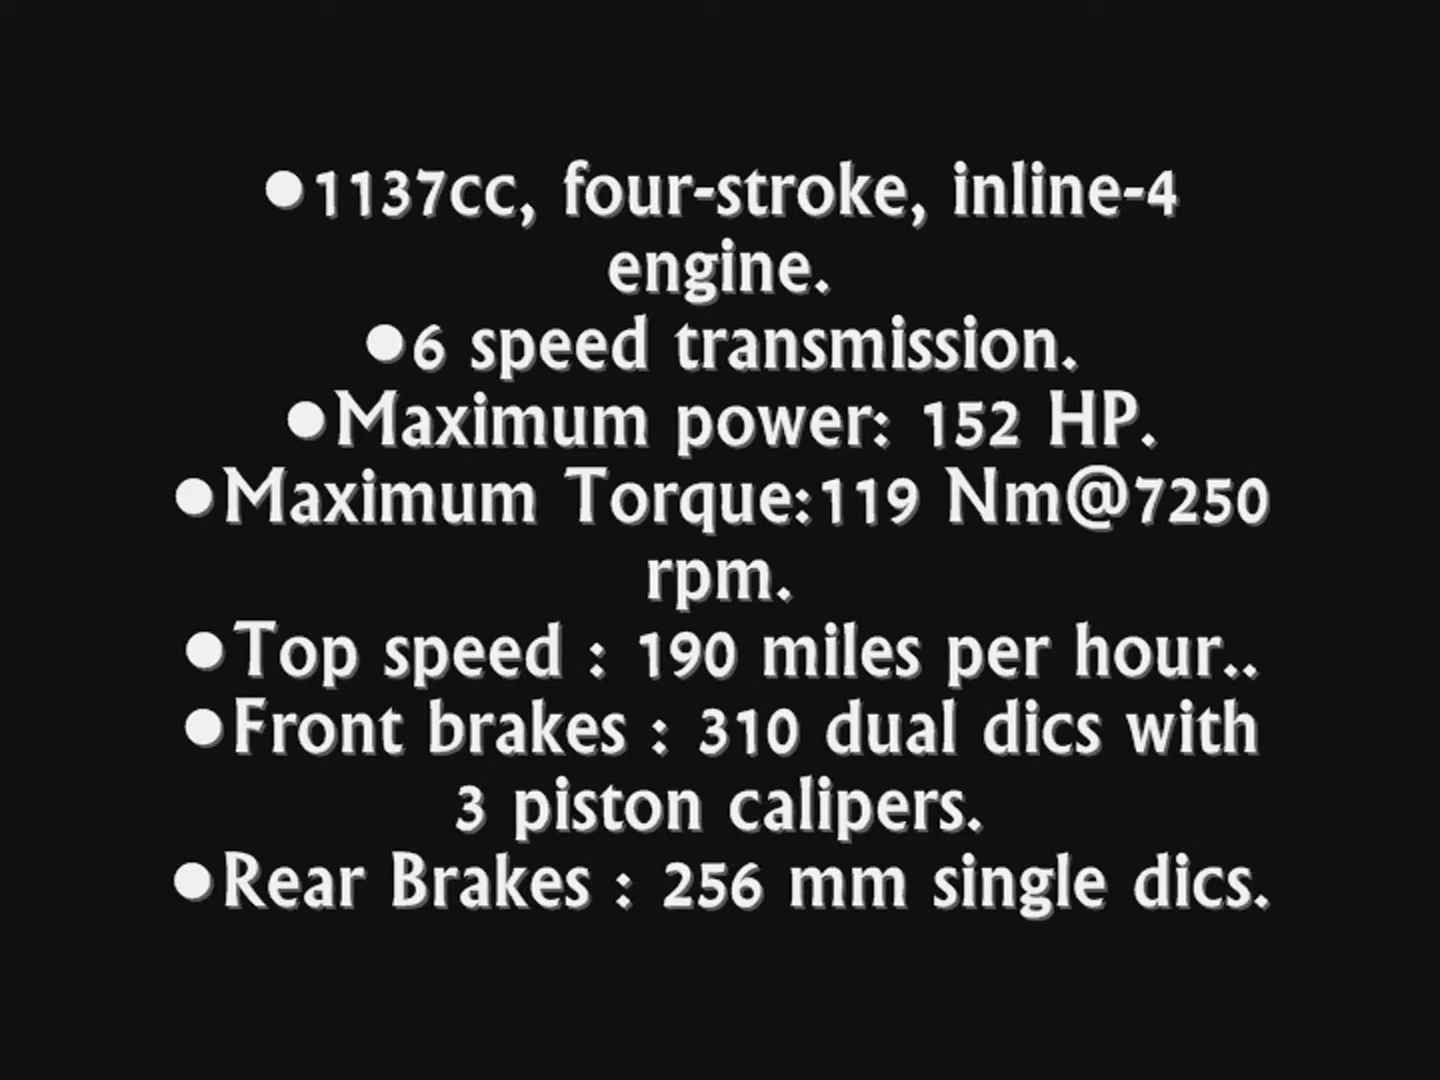 ●1137cc, four-stroke, inline-4
engine.
●6 speed transmission.
●Maximum power: 152 HP.
●Maximum Torque:119 Nm@7250
rpm.
●Top speed : 190 miles per hour..
●Front brakes : 310 dual dics with
3 piston calipers.
●Rear Brakes : 256 mm single dics.